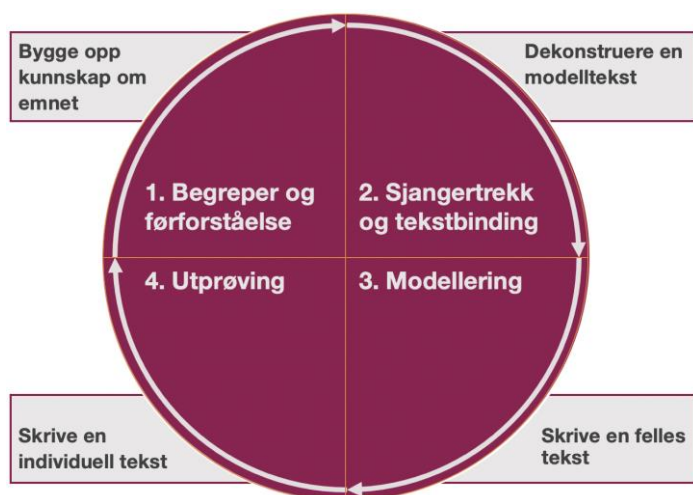 Bygge opp
kunnskap om
emnet
Dekonstruere en
modelltekst
1. Begreper og
førforståelse
2. Sjangertrekk
og tekstbinding
4. Utprøving
3. Modellering
Skrive en
individuell tekst
Skrive en felles
tekst